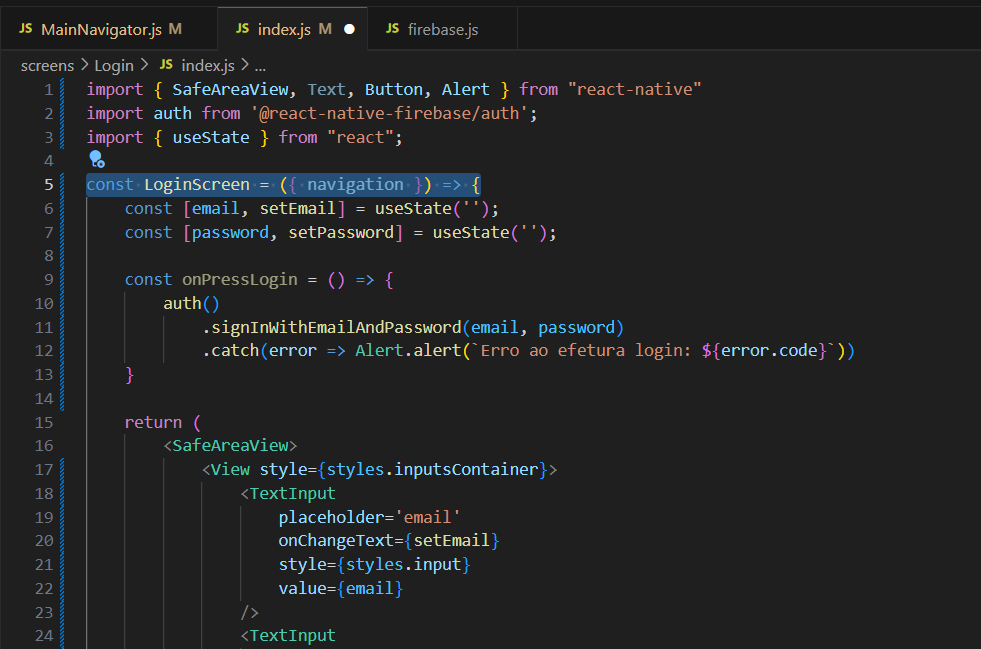 JS MainNavigator.js M JS index.js M JS firebase.js
screens > Login > JS index.js > ...
1 import { SafeAreaView, Text, Button, Alert } from "react-native"
2 import auth from '@react-native-firebase/auth';
3 import { useState } from "react";
4
5 const LoginScreen = ({ navigation }) => {
6 const [email, setEmail] = useState('');
7 const [password, setPassword] = useState('');
8
9 const onPressLogin = () => {
10 auth()
11 .signInWithEmailAndPassword(email, password)
12 .catch(error => Alert.alert(`Erro ao efetura login: ${error.code}`))
13 }
14
15 return (
16 <SafeAreaView>
17 <View style={styles.inputsContainer}>
18 <TextInput
19 placeholder='email'
20 onChangeText={setEmail}
21 style={styles.input}
22 value={email}
23 />
24 <TextInput